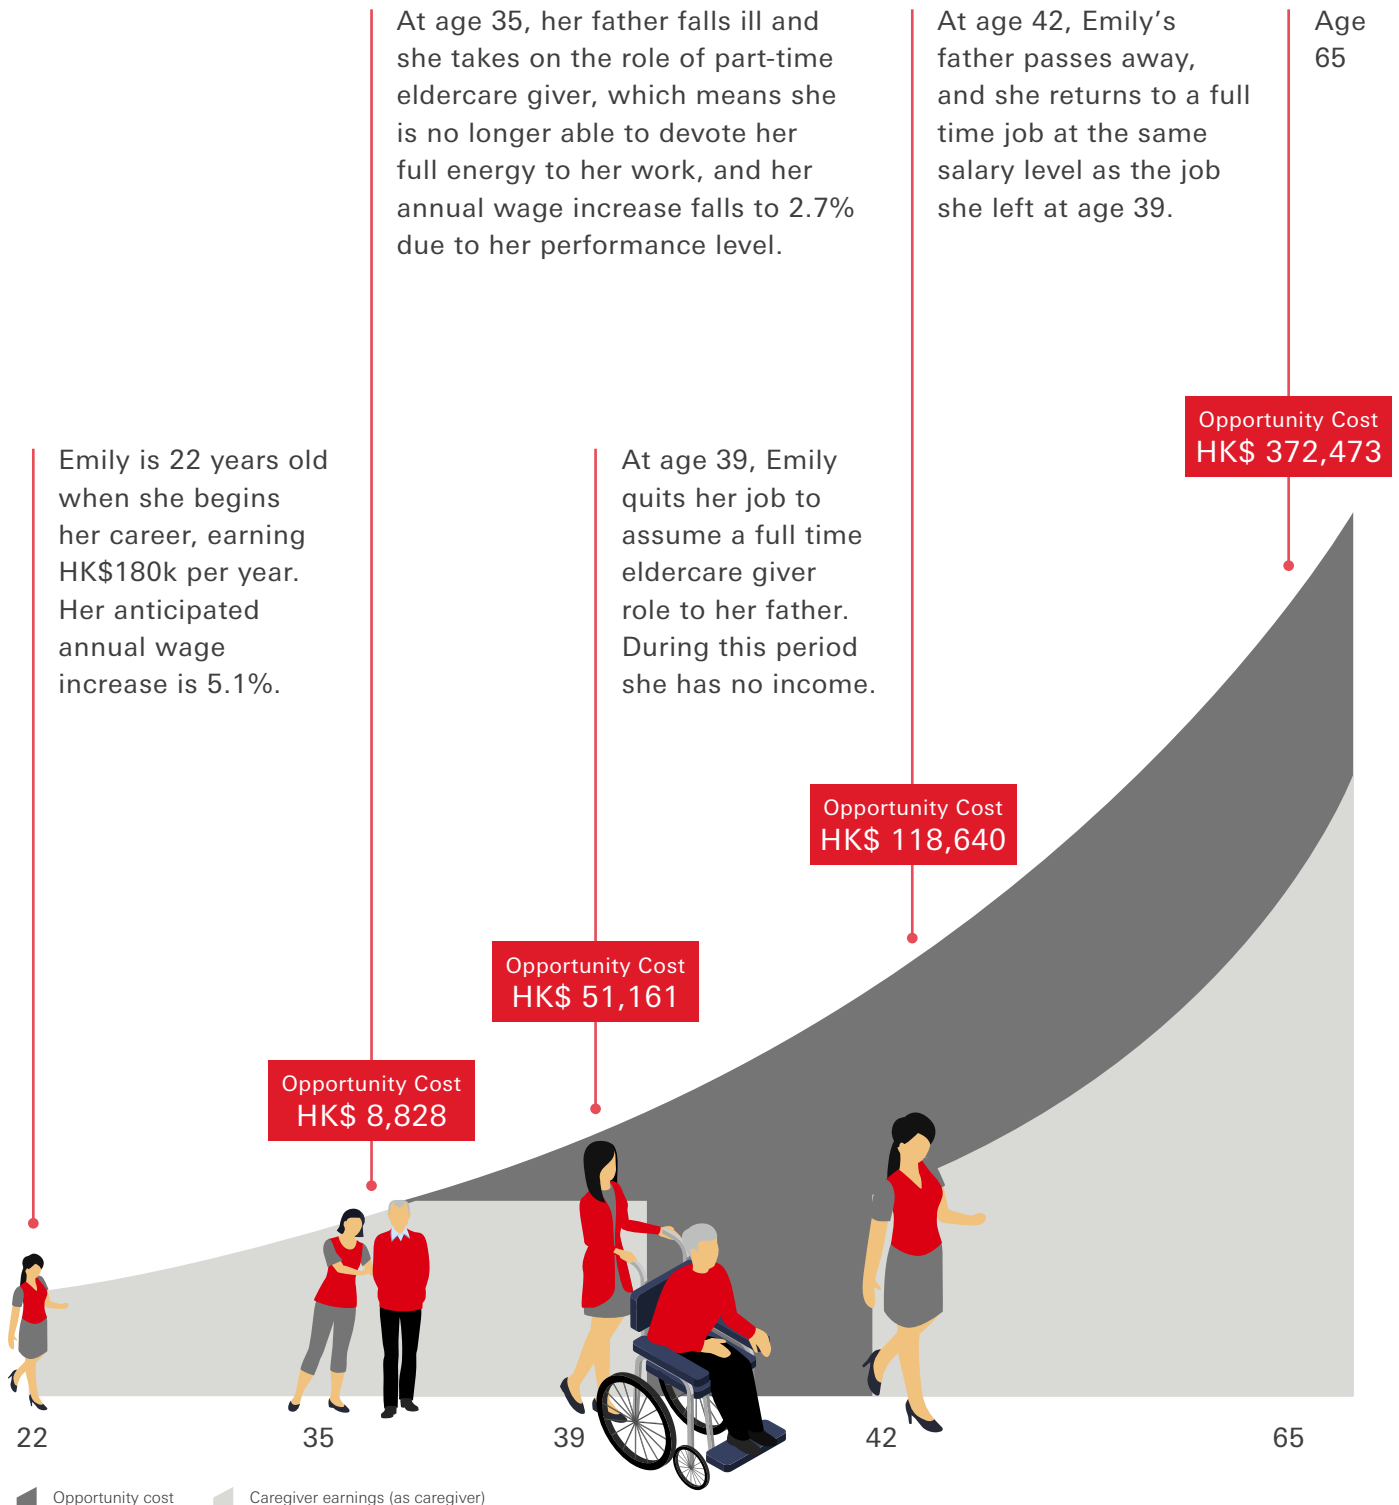 At age 35, her father falls ill and
she takes on the role of part-time
eldercare giver, which means she
is no longer able to devote her
full energy to her work, and her
annual wage increase falls to 2.7%
due to her performance level.
At age 42, Emily’s
father passes away,
and she returns to a full
time job at the same
salary level as the job
she left at age 39.
Age
65
Emily is 22 years old
when she begins
her career, earning
HK$180k per year.
Her anticipated
annual wage
increase is 5.1%.
At age 39, Emily
quits her job to
assume a full time
eldercare giver
role to her father.
During this period
she has no income.
Opportunity Cost
HK$ 372,473
Opportunity Cost
HK$ 118,640
Opportunity Cost
HK$ 51,161
Opportunity Cost
HK$ 8,828
22
35
39
42
65
Opportunity cost
Caregiver earnings (as caregiver)